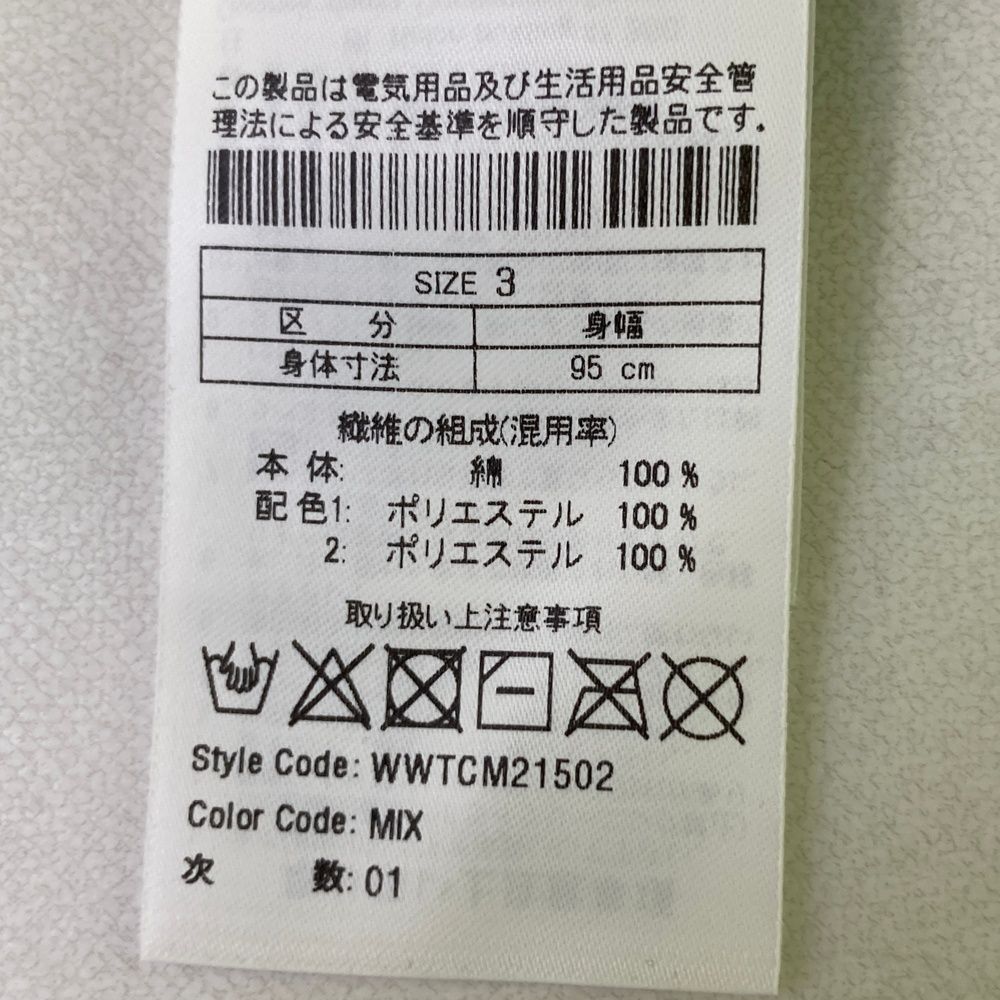 この製品は電気用品及び生活用品安全管
理法による安全基準を順守した製品です.
SIZE 3
区 分 身幅
身体寸法 95 cm
繊維の組成(混用率)
本 体: 綿 100 %
配 色1: ポリエステル 100 %
2: ポリエステル 100 %
取り扱い上注意事項
Style Code: WWTCM21502
Color Code: MIX
次 数: 01